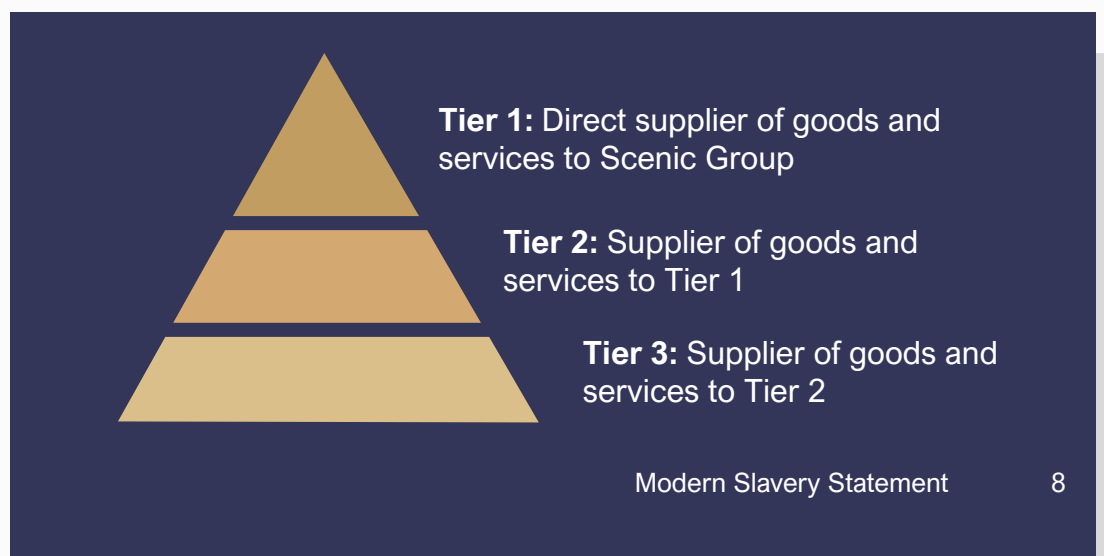 Tier 1: Direct supplier of goods and
services to Scenic Group
Tier 2: Supplier of goods and
services to Tier 1
Tier 3: Supplier of goods and
services to Tier 2
Modern Slavery Statement 8